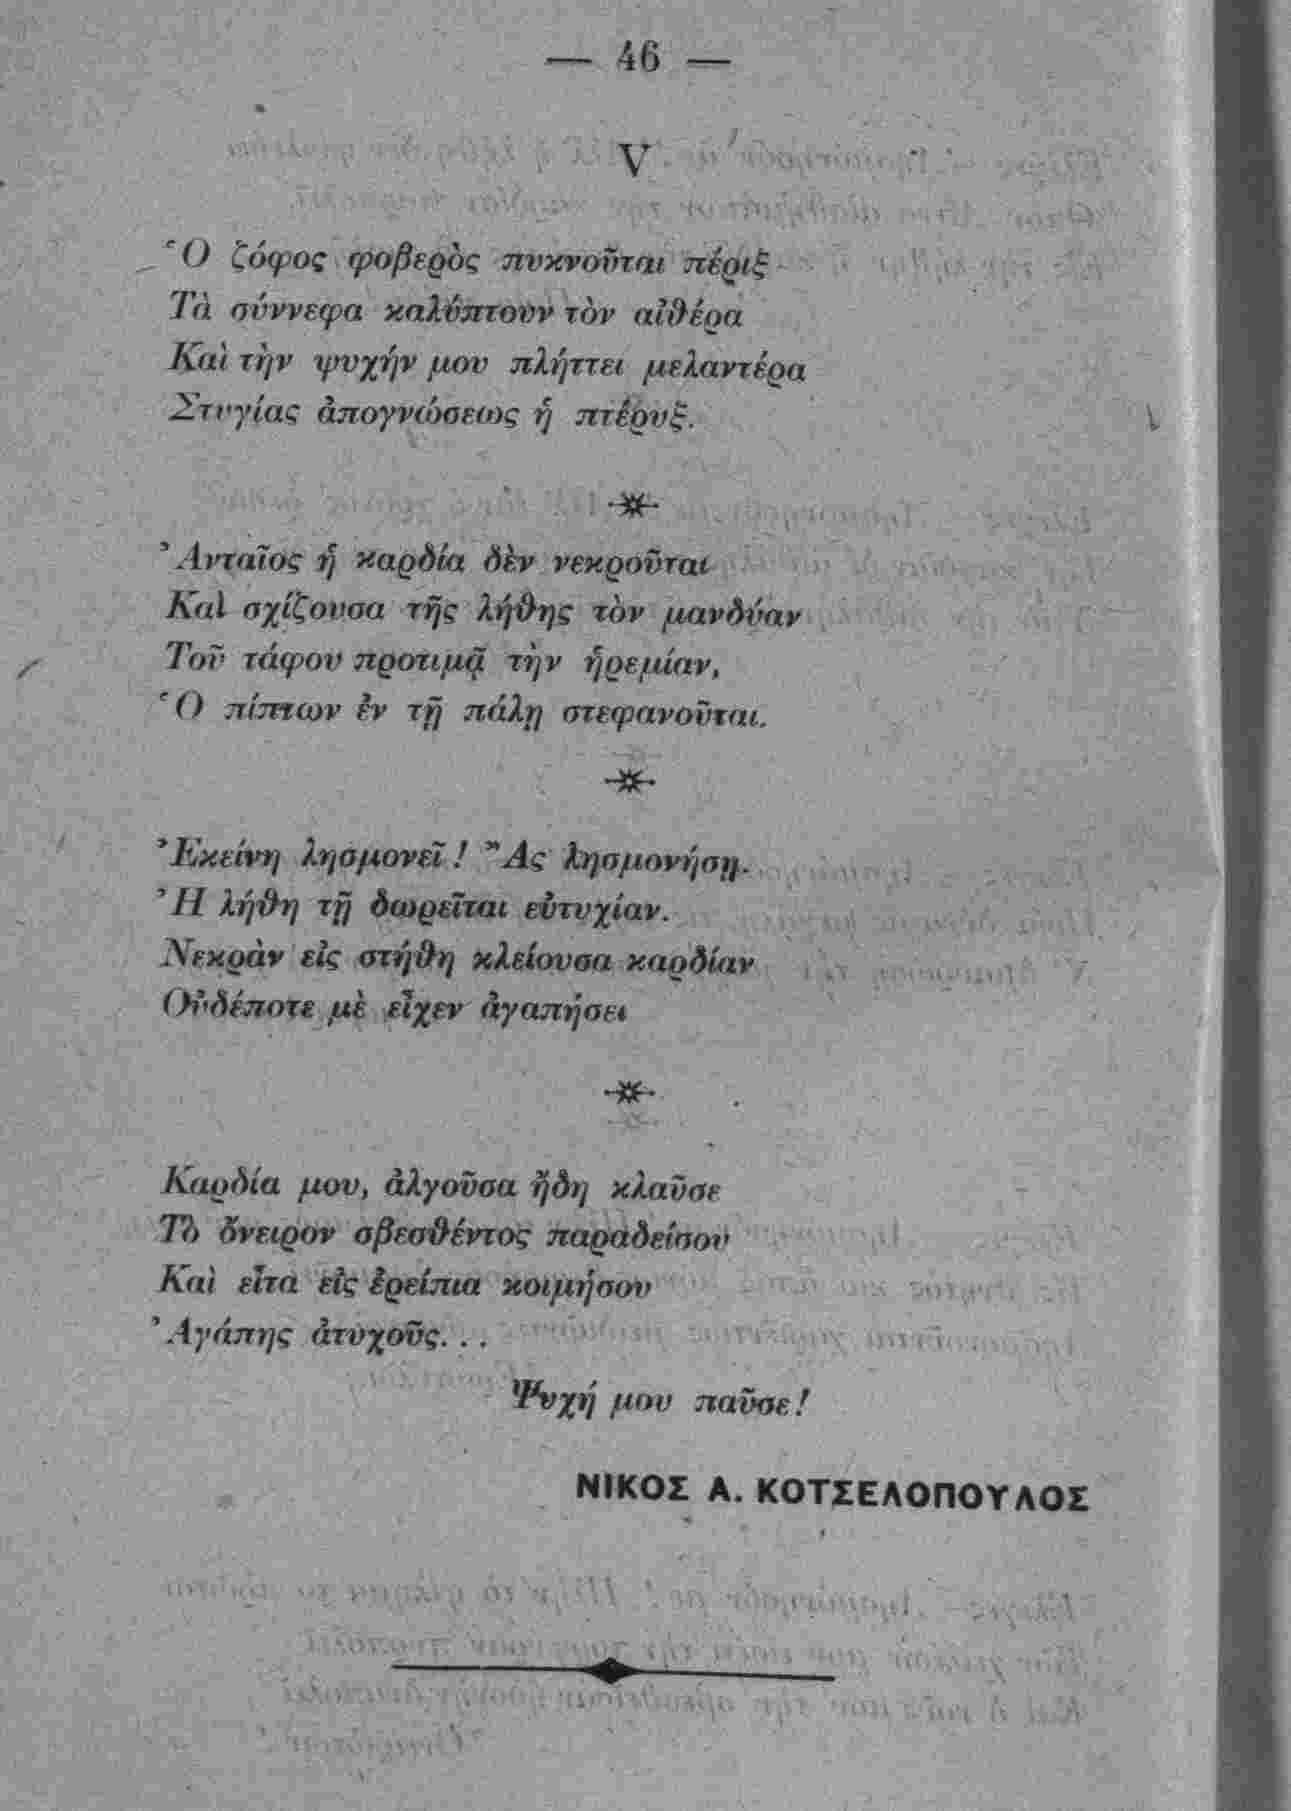 — 46 —
V
Ὁ ζόφος φοβερὸς πυκνοῦται πέριξ
Τὰ σύννεφα καλύπτουν τὸν αἰθέρα
Καὶ τὴν ψυχήν μου πλήττει μελαντέρα
Στυγίας ἀπογνώσεως ἡ πτέρυξ.
Ἀνταῖος ἡ καρδία δὲν νεκροῦται
Καὶ σχίζουσα τῆς λήθης τὸν μανδύαν
Τοῦ τάφου προτιμᾷ τὴν ἠρεμίαν,
Ὁ πίπτων ἐν τῇ πάλῃ στεφανοῦται.
Ἐκείνη λησμονεῖ! Ἂς λησμονήσῃ.
Ἡ λήθη τῇ δωρεῖται εὐτυχίαν.
Νεκρὰν εἰς στήθη κλείουσα καρδίαν
Οὐδέποτε μὲ εἶχεν ἀγαπήσει
Καρδία μου, ἀλγοῦσα ἤδη κλαῦσε
Τὸ ὄνειρον σβεσθέντος παραδείσου
Καὶ εἶτα εἰς ἐρείπια κοιμήσου
Ἀγάπης ἀτυχοῦς...
Ψυχή μου παῦσε!
ΝΙΚΟΣ Α. ΚΟΤΣΕΛΟΠΟΥΛΟΣ